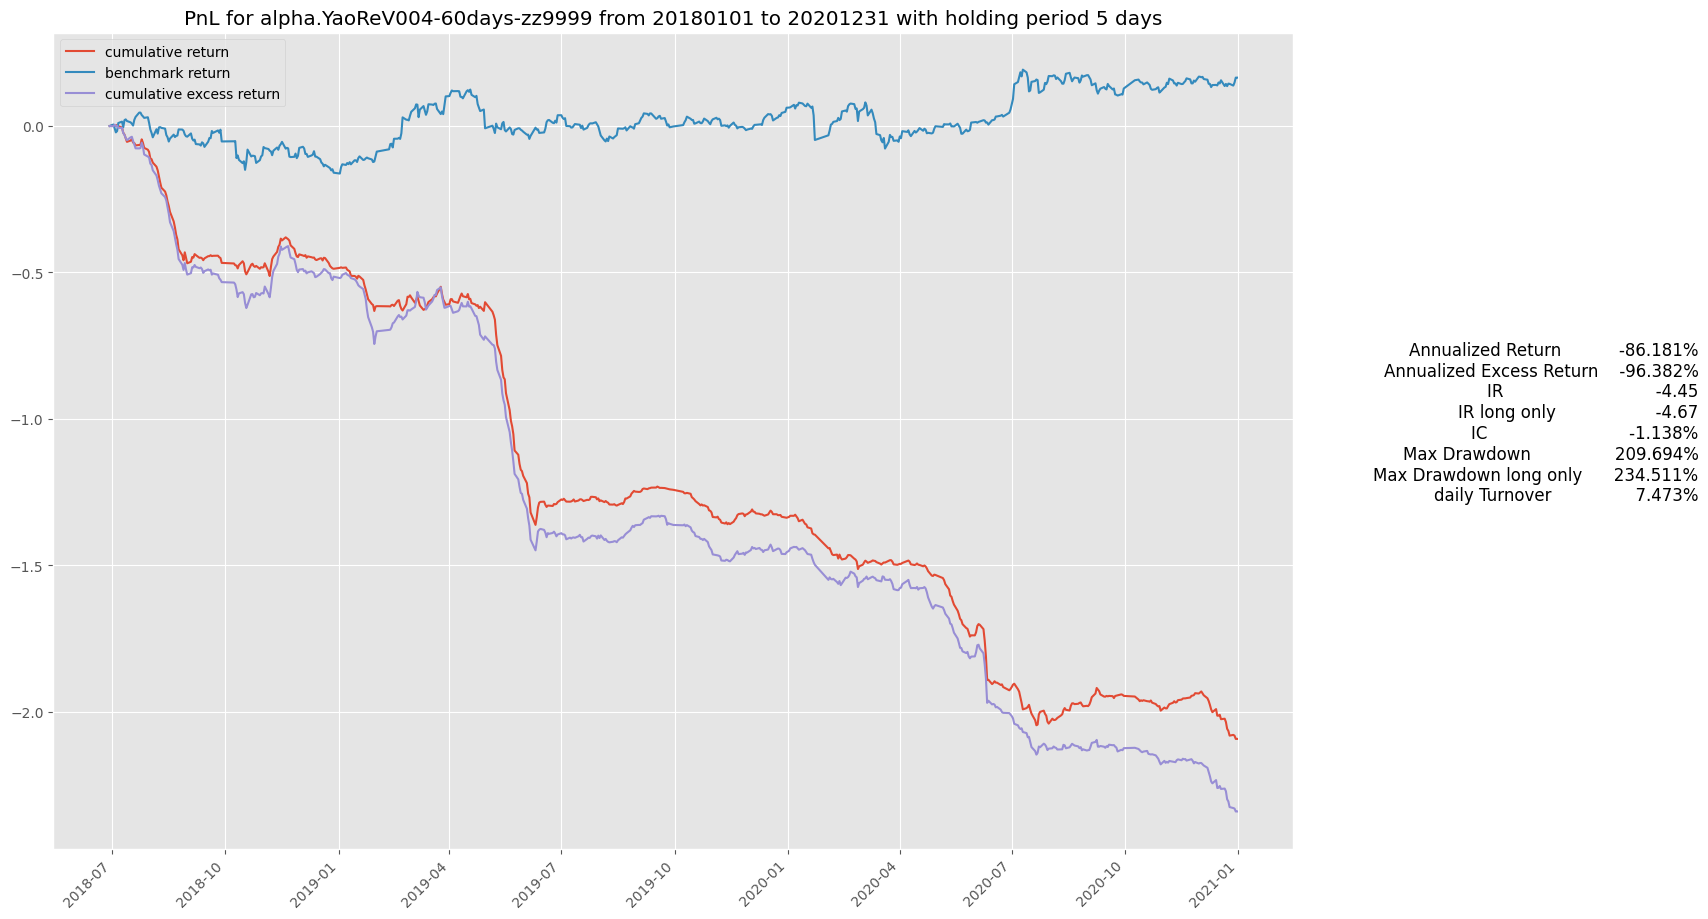 PnL for alpha.YaoReV004-60days-zz9999 from 20180101 to 20201231 with holding period 5 days
cumulative return
benchmark return
cumulative excess return
0.0
−0.5
−1.0
−1.5
−2.0
2018-07
2018-10
2019-01
2019-04
2019-07
2019-10
2020-01
2020-04
2020-07
2020-10
2021-01
Annualized Return -86.181%
Annualized Excess Return -96.382%
IR -4.45
IR long only -4.67
IC -1.138%
Max Drawdown 209.694%
Max Drawdown long only 234.511%
daily Turnover 7.473%